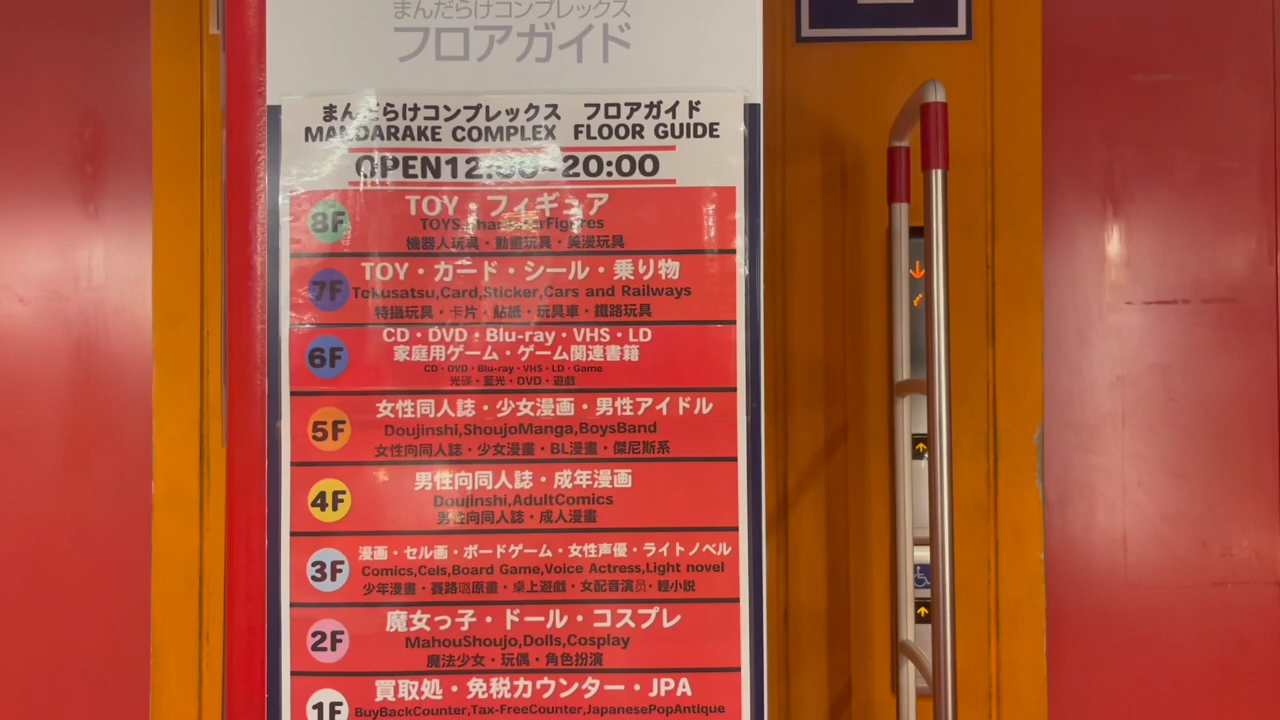 まんだらけコンプレックス
フロアガイド
まんだらけコンプレックス フロアガイド
MANDARAKE COMPLEX FLOOR GUIDE
OPEN12:00~20:00
8F
TOY・フィギュア
TOYS,CharacterFigures
機器人玩具・動畫玩具・美漫玩具
7F
TOY・カード・シール・乗り物
Tokusatsu,Card,Sticker,Cars and Railways
特攝玩具・卡片・貼紙・玩具車・鐵路玩具
6F
CD・DVD・Blu-ray・VHS・LD
家庭用ゲーム・ゲーム関連書籍
CD・DVD・Blu-ray・VHS・LD・Game
光碟・藍光・DVD・遊戲
5F
女性同人誌・少女漫画・男性アイドル
Doujinshi,ShoujoManga,BoysBand
女性向同人誌・少女漫畫・BL漫畫・傑尼斯系
4F
男性向同人誌・成年漫画
Doujinshi,AdultComics
男性向同人誌・成人漫畫
3F
漫画・セル画・ボードゲーム・女性声優・ライトノベル
Comics,Cels,Board Game,Voice Actress,Light novel
少年漫畫・賽路璐原畫・桌上遊戲・女配音演员・輕小説
2F
魔女っ子・ドール・コスプレ
MahouShoujo,Dolls,Cosplay
魔法少女・玩偶・角色扮演
1F
買取処・免税カウンター・JPA
BuyBackCounter,Tax-FreeCounter,JapanesePopAntique